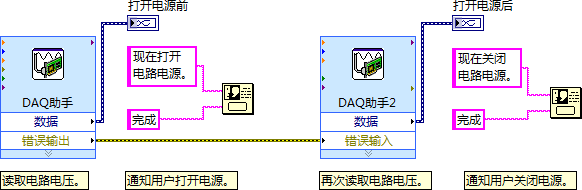 打开电源前
打开电源后
现在打开
电路电源。
现在关闭
电路电源。
DAQ助手
数据
错误输出
完成
DAQ助手2
数据
错误输入
完成
读取电路电压。
通知用户打开电源。
再次读取电路电压。
通知用户关闭电源。